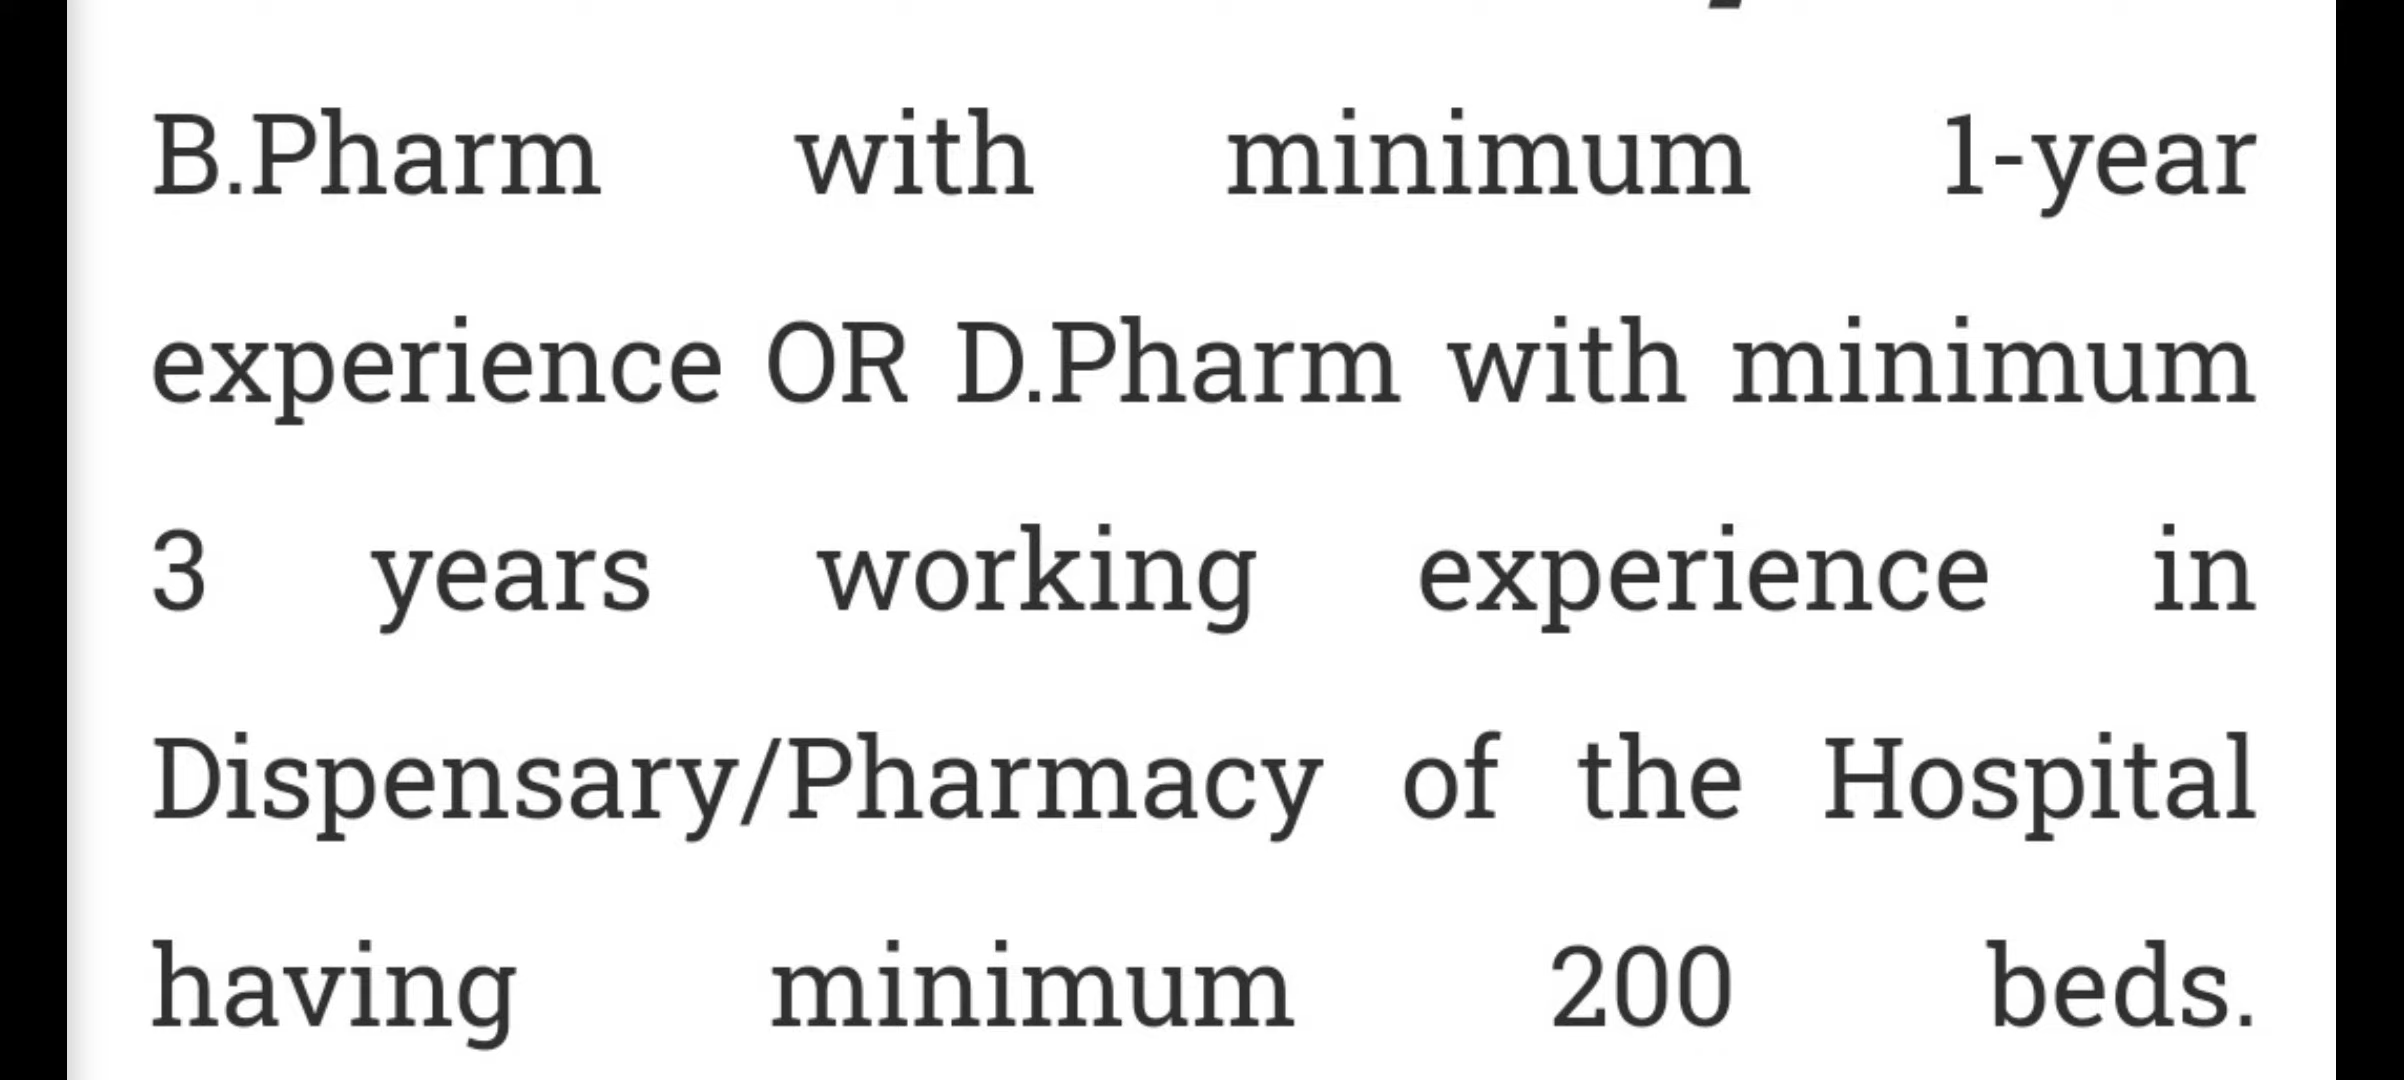 B.Pharm with minimum 1-year
experience OR D.Pharm with minimum
3 years working experience in
Dispensary/Pharmacy of the Hospital
having minimum 200 beds.